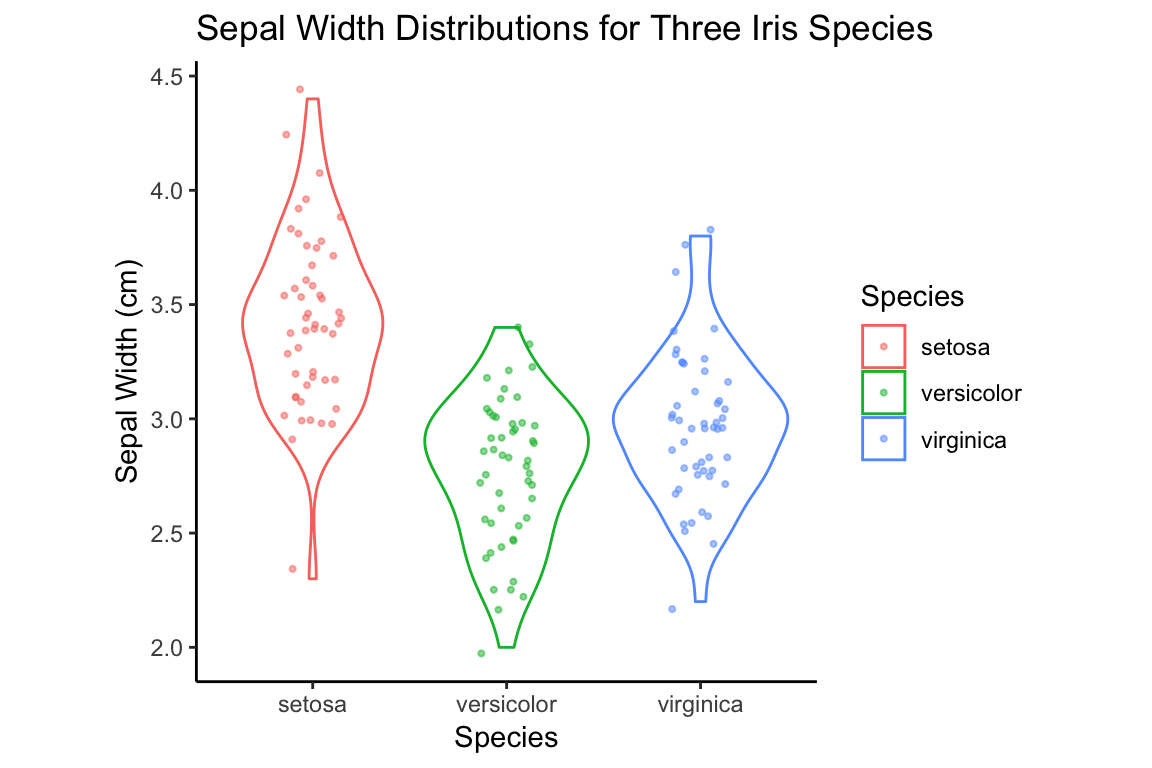 Sepal Width Distributions for Three Iris Species
Sepal Width (cm)
4.5
4.0
3.5
3.0
2.5
2.0
setosa versicolor virginica
Species
Species
setosa
versicolor
virginica